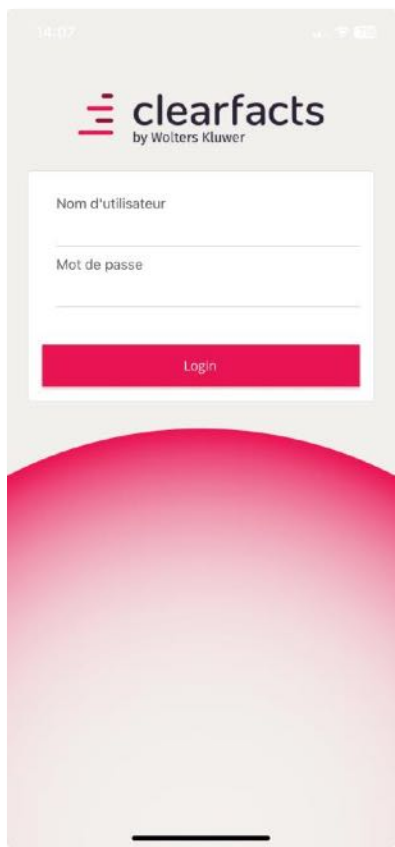 14:07
clearfacts
by Wolters Kluwer
Nom d'utilisateur
Mot de passe
Login